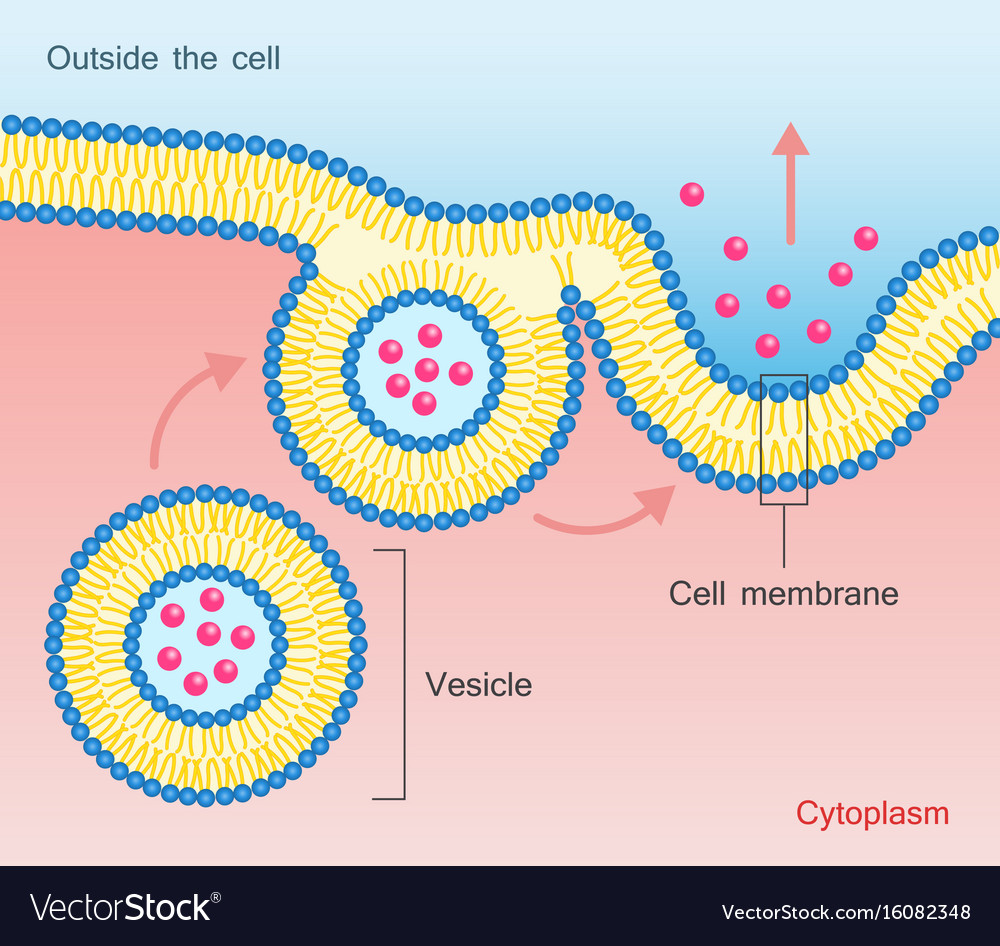 Outside the cell
Cell membrane
Vesicle
Cytoplasm
VectorStock®
VectorStock.com/16082348